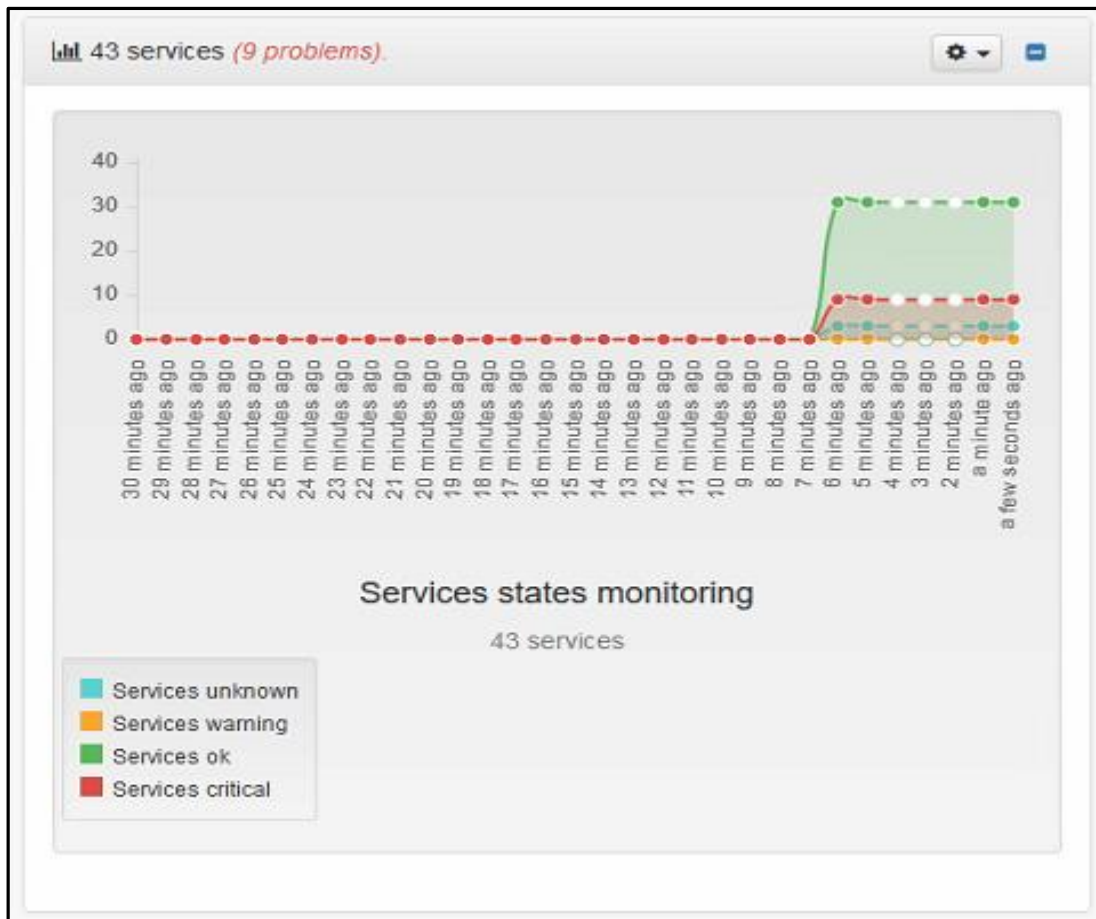 43 services (9 problems).
40
30
20
10
0
30 minutes ago
29 minutes ago
28 minutes ago
27 minutes ago
26 minutes ago
25 minutes ago
24 minutes ago
23 minutes ago
22 minutes ago
21 minutes ago
20 minutes ago
19 minutes ago
18 minutes ago
17 minutes ago
16 minutes ago
15 minutes ago
14 minutes ago
13 minutes ago
12 minutes ago
11 minutes ago
10 minutes ago
9 minutes ago
8 minutes ago
7 minutes ago
6 minutes ago
5 minutes ago
4 minutes ago
3 minutes ago
2 minutes ago
a minute ago
a few seconds ago
Services states monitoring
43 services
Services unknown
Services warning
Services ok
Services critical